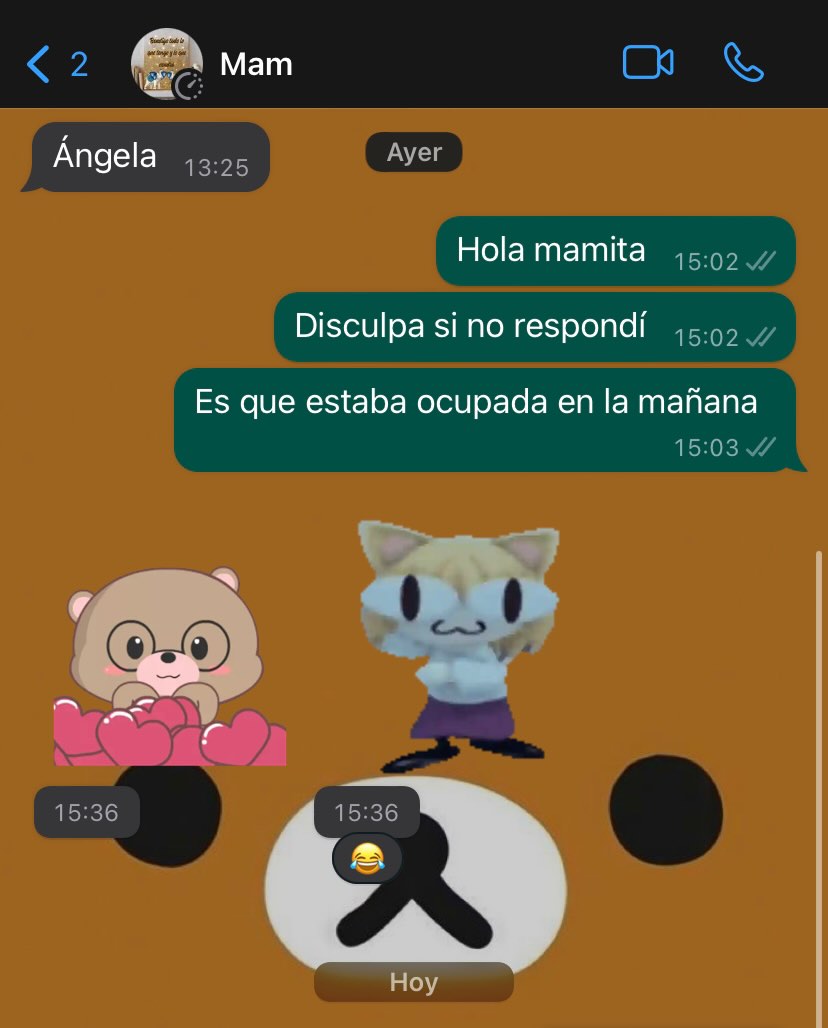 2
Mam
Ángela 13:25
Ayer
Hola mamita 15:02
Disculpa si no respondí 15:02
Es que estaba ocupada en la mañana
15:03
15:36
15:36
Hoy